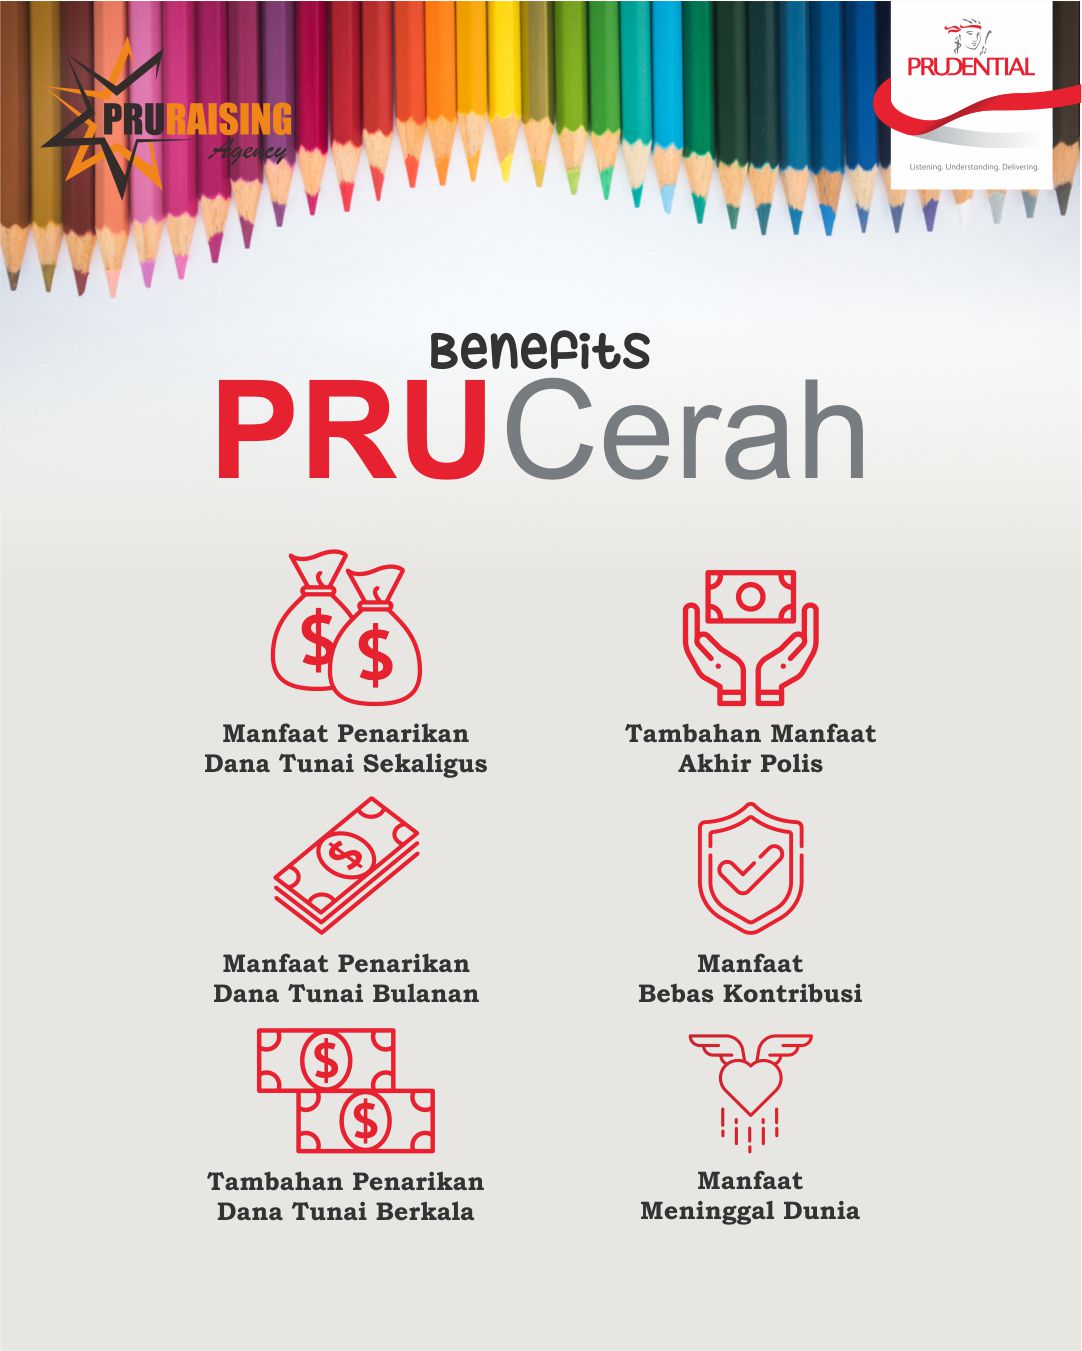 PRURAISING
Agency
PRUDENTIAL
Listening. Understanding. Delivering.
Benefits
PRUCerah
Manfaat Penarikan
Dana Tunai Sekaligus
Tambahan Manfaat
Akhir Polis
Manfaat Penarikan
Dana Tunai Bulanan
Manfaat
Bebas Kontribusi
Tambahan Penarikan
Dana Tunai Berkala
Manfaat
Meninggal Dunia